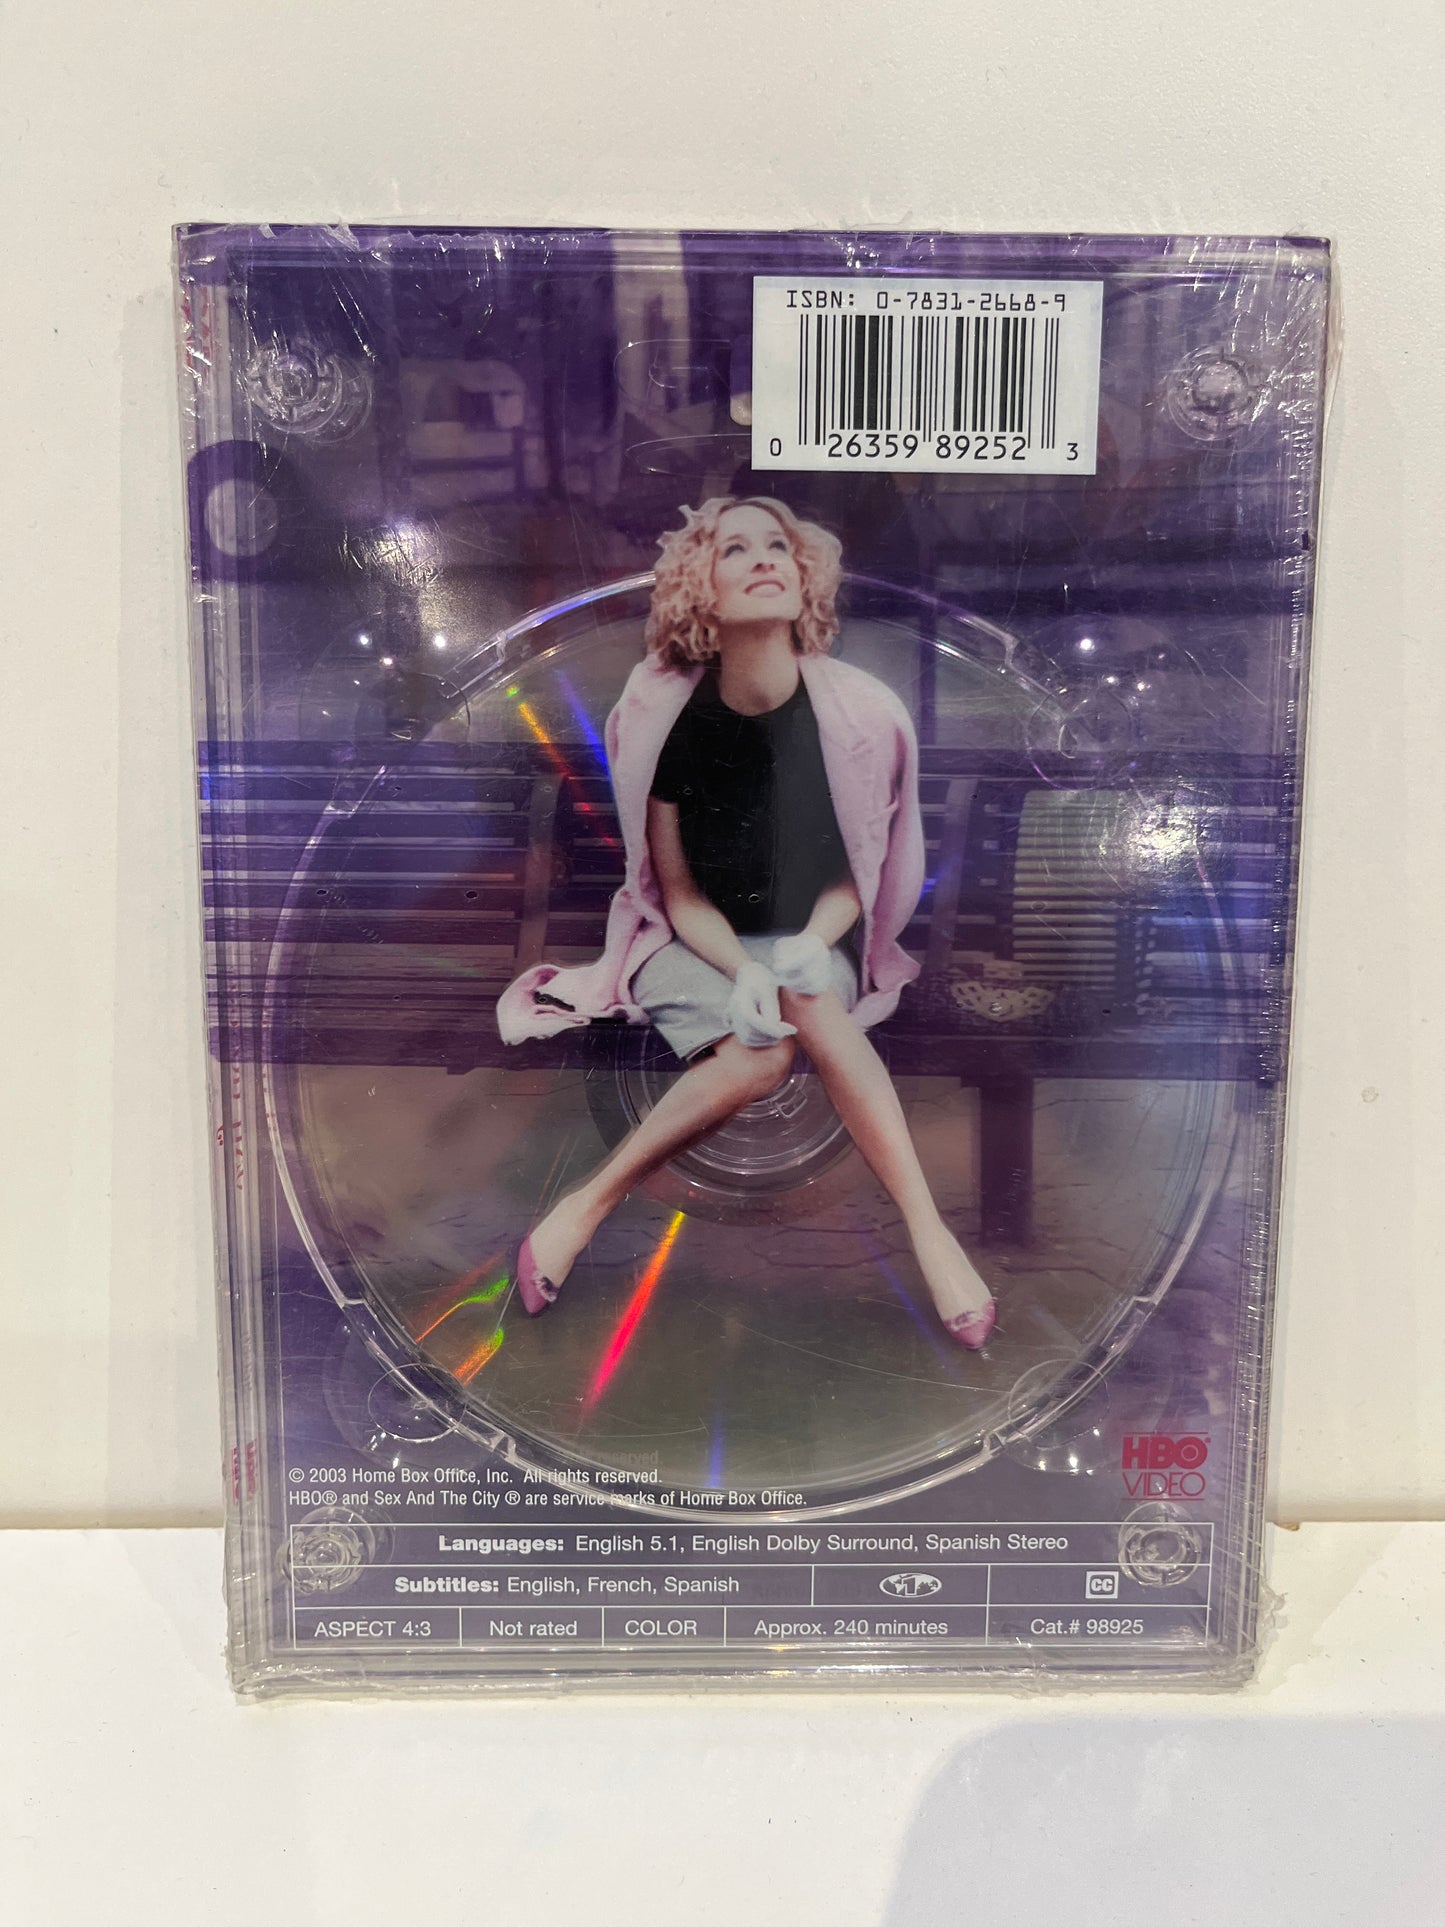 ISBN: 0-7831-2668-9
0 26359 89252 3
© 2003 Home Box Office, Inc. All rights reserved.
HBO® and Sex And The City ® are service marks of Home Box Office.
HBO®
VIDEO
Languages: English 5.1, English Dolby Surround, Spanish Stereo
Subtitles: English, French, Spanish
1
CC
ASPECT 4:3 Not rated COLOR Approx. 240 minutes Cat.# 98925